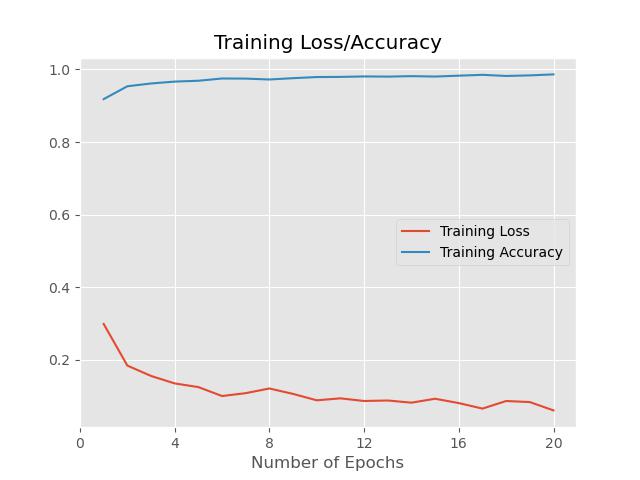 Training Loss/Accuracy
1.0
0.8
0.6
0.4
0.2
Training Loss
Training Accuracy
0 4 8 12 16 20
Number of Epochs